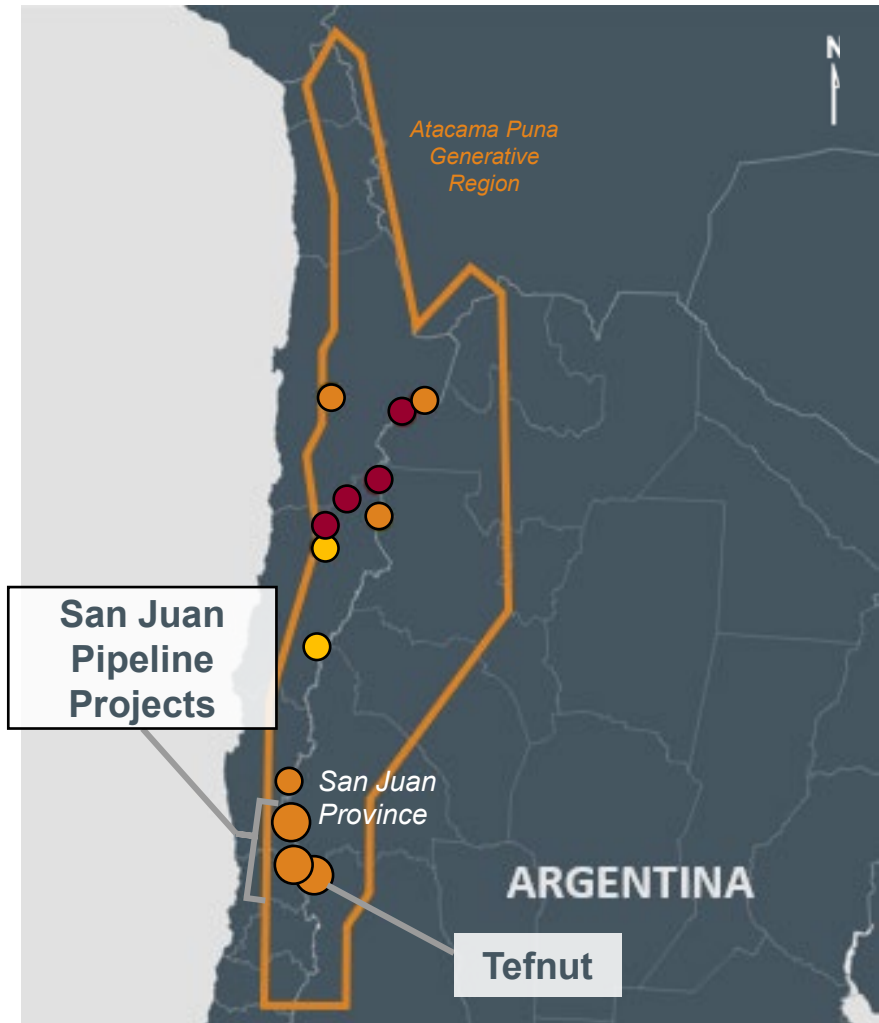 N
Atacama Puna
Generative
Region
San Juan
Pipeline
Projects
San Juan
Province
ARGENTINA
Tefnut